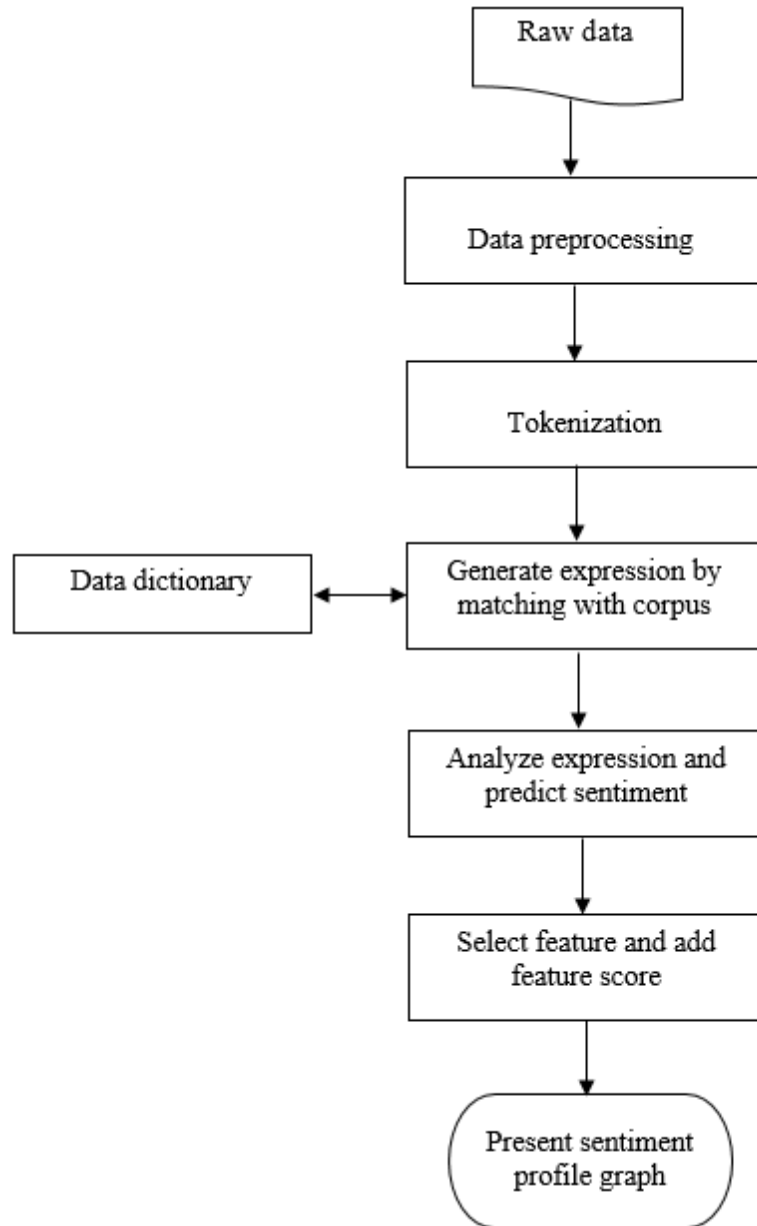 Raw data
Data preprocessing
Tokenization
Data dictionary
Generate expression by
matching with corpus
Analyze expression and
predict sentiment
Select feature and add
feature score
Present sentiment
profile graph